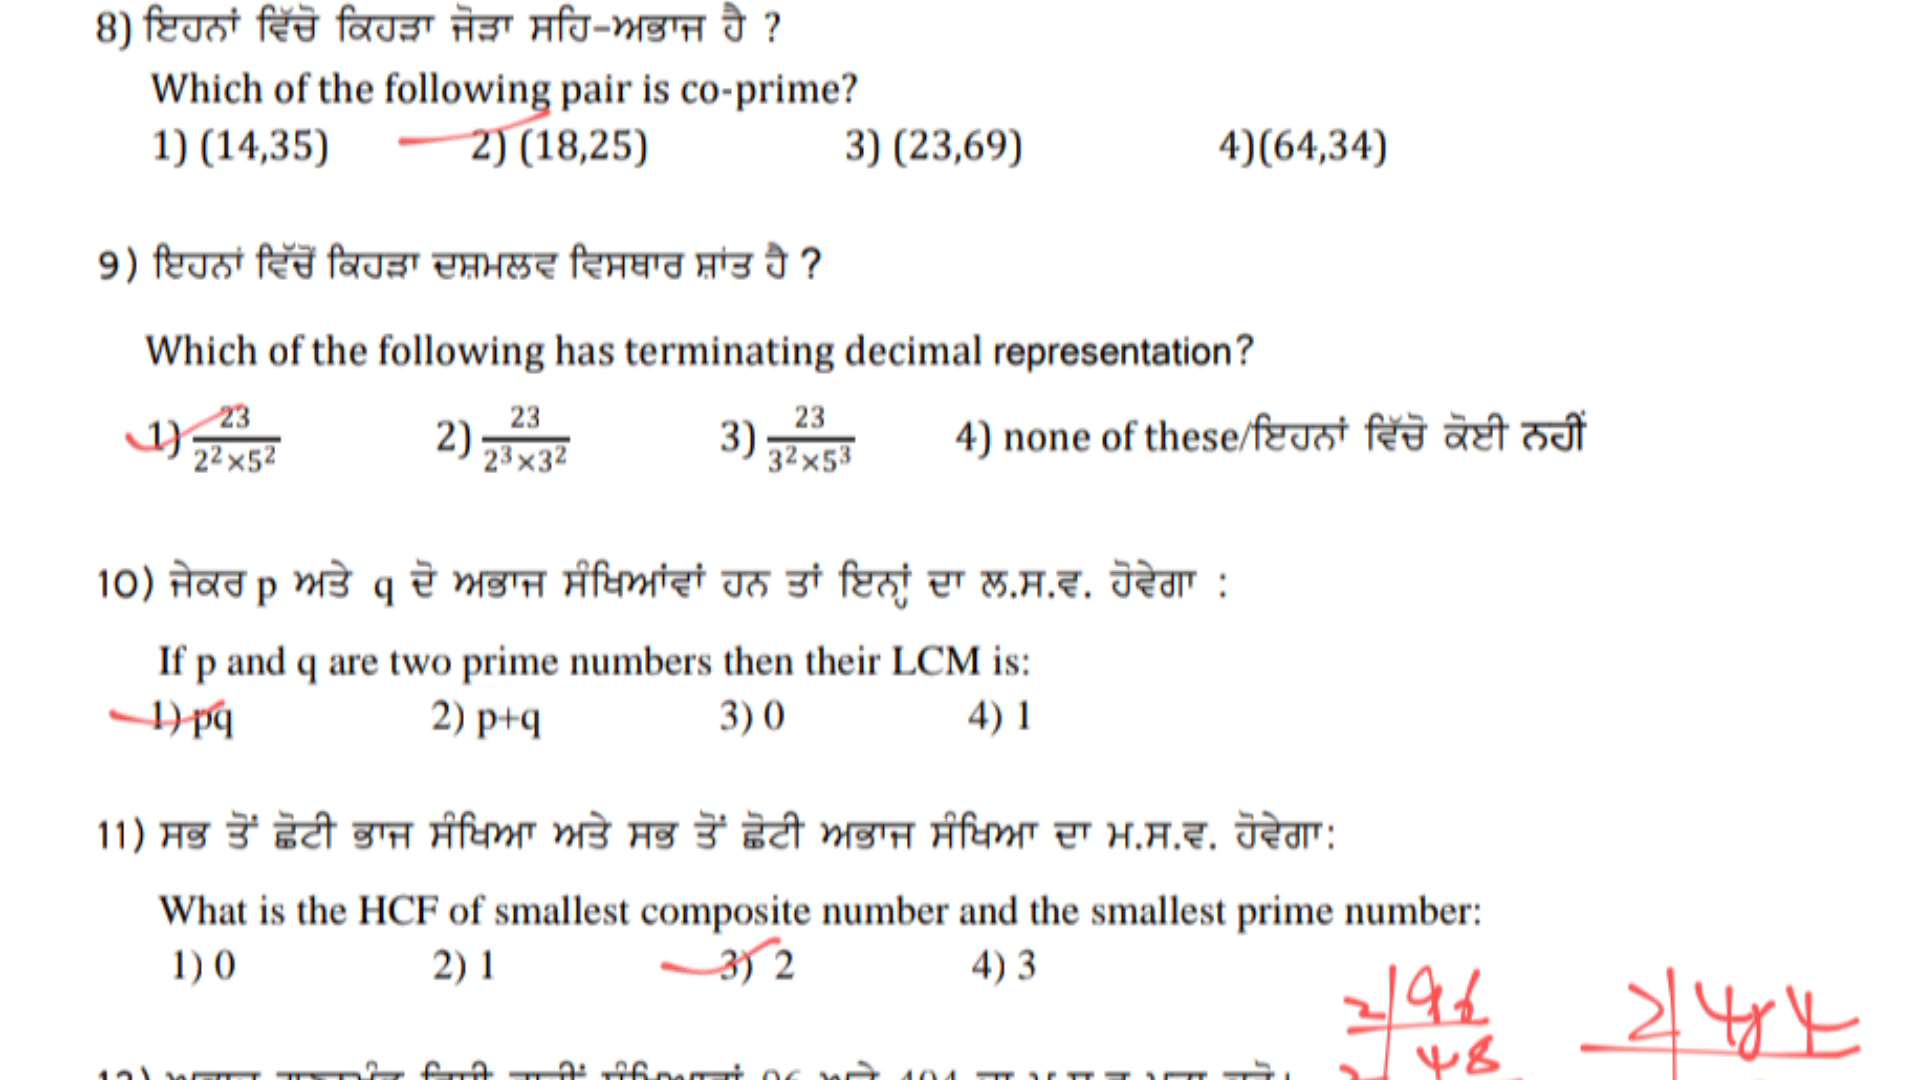 8) ਇਹਨਾਂ ਵਿੱਚੋ ਕਿਹੜਾ ਜੋੜਾ ਸਹਿ-ਅਭਾਜ ਹੈ ?
Which of the following pair is co-prime?
1) (14,35) 2) (18,25) 3) (23,69) 4)(64,34)
9) ਇਹਨਾਂ ਵਿੱਚੋਂ ਕਿਹੜਾ ਦਸ਼ਮਲਵ ਵਿਸਥਾਰ ਸ਼ਾਂਤ ਹੈ ?
Which of the following has terminating decimal representation?
1) 23/2²×5² 2) 23/2³×3² 3) 23/3²×5³ 4) none of these/ਇਹਨਾਂ ਵਿੱਚੋ ਕੋਈ ਨਹੀਂ
10) ਜੇਕਰ p ਅਤੇ q ਦੋ ਅਭਾਜ ਸੰਖਿਆਂਵਾਂ ਹਨ ਤਾਂ ਇਨ੍ਹਾਂ ਦਾ ਲ.ਸ.ਵ. ਹੋਵੇਗਾ :
If p and q are two prime numbers then their LCM is:
1) pq 2) p+q 3) 0 4) 1
11) ਸਭ ਤੋਂ ਛੋਟੀ ਭਾਜ ਸੰਖਿਆ ਅਤੇ ਸਭ ਤੋਂ ਛੋਟੀ ਅਭਾਜ ਸੰਖਿਆ ਦਾ ਮ.ਸ.ਵ. ਹੋਵੇਗਾ:
What is the HCF of smallest composite number and the smallest prime number:
1) 0 2) 1 3) 2 4) 3
2 96
48